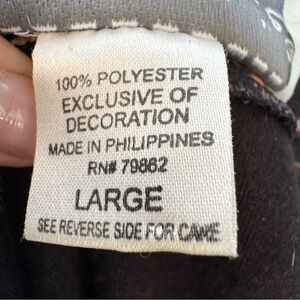 100% POLYESTER
EXCLUSIVE OF
DECORATION
MADE IN PHILIPPINES
RN# 79862
LARGE
SEE REVERSE SIDE FOR CARE